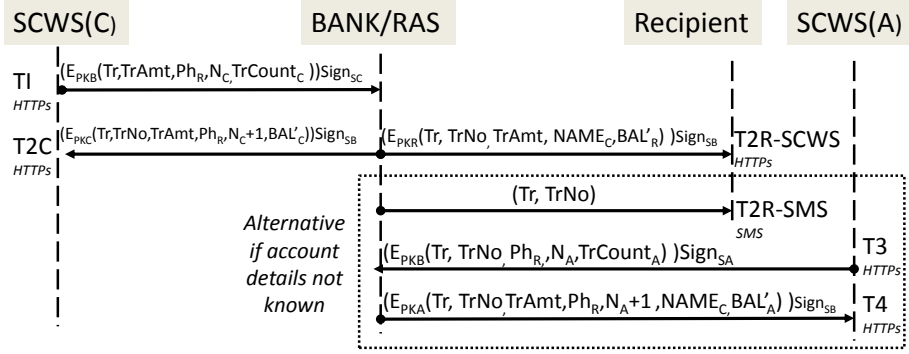 SCWS(C) BANK/RAS Recipient SCWS(A)
T1 (E_PKB(Tr,TrAmt,Ph_R,N_C,TrCount_C))Sign_SC
HTTPs
T2C (E_PKC(Tr,TrNo,TrAmt,Ph_R,N_C+1,BAL'_C))Sign_SB (E_PKR(Tr, TrNo,TrAmt, NAME_C,BAL'_R) )Sign_SB T2R-SCWS
HTTPs HTTPs
(Tr, TrNo) T2R-SMS
SMS
Alternative
if account
details not
known
(E_PKB(Tr, TrNo,Ph_R,,N_A,TrCount_A) )Sign_SA T3
HTTPs
(E_PKA(Tr, TrNo,TrAmt,Ph_R,N_A+1 ,NAME_C,BAL'_A) )Sign_SB T4
HTTPs